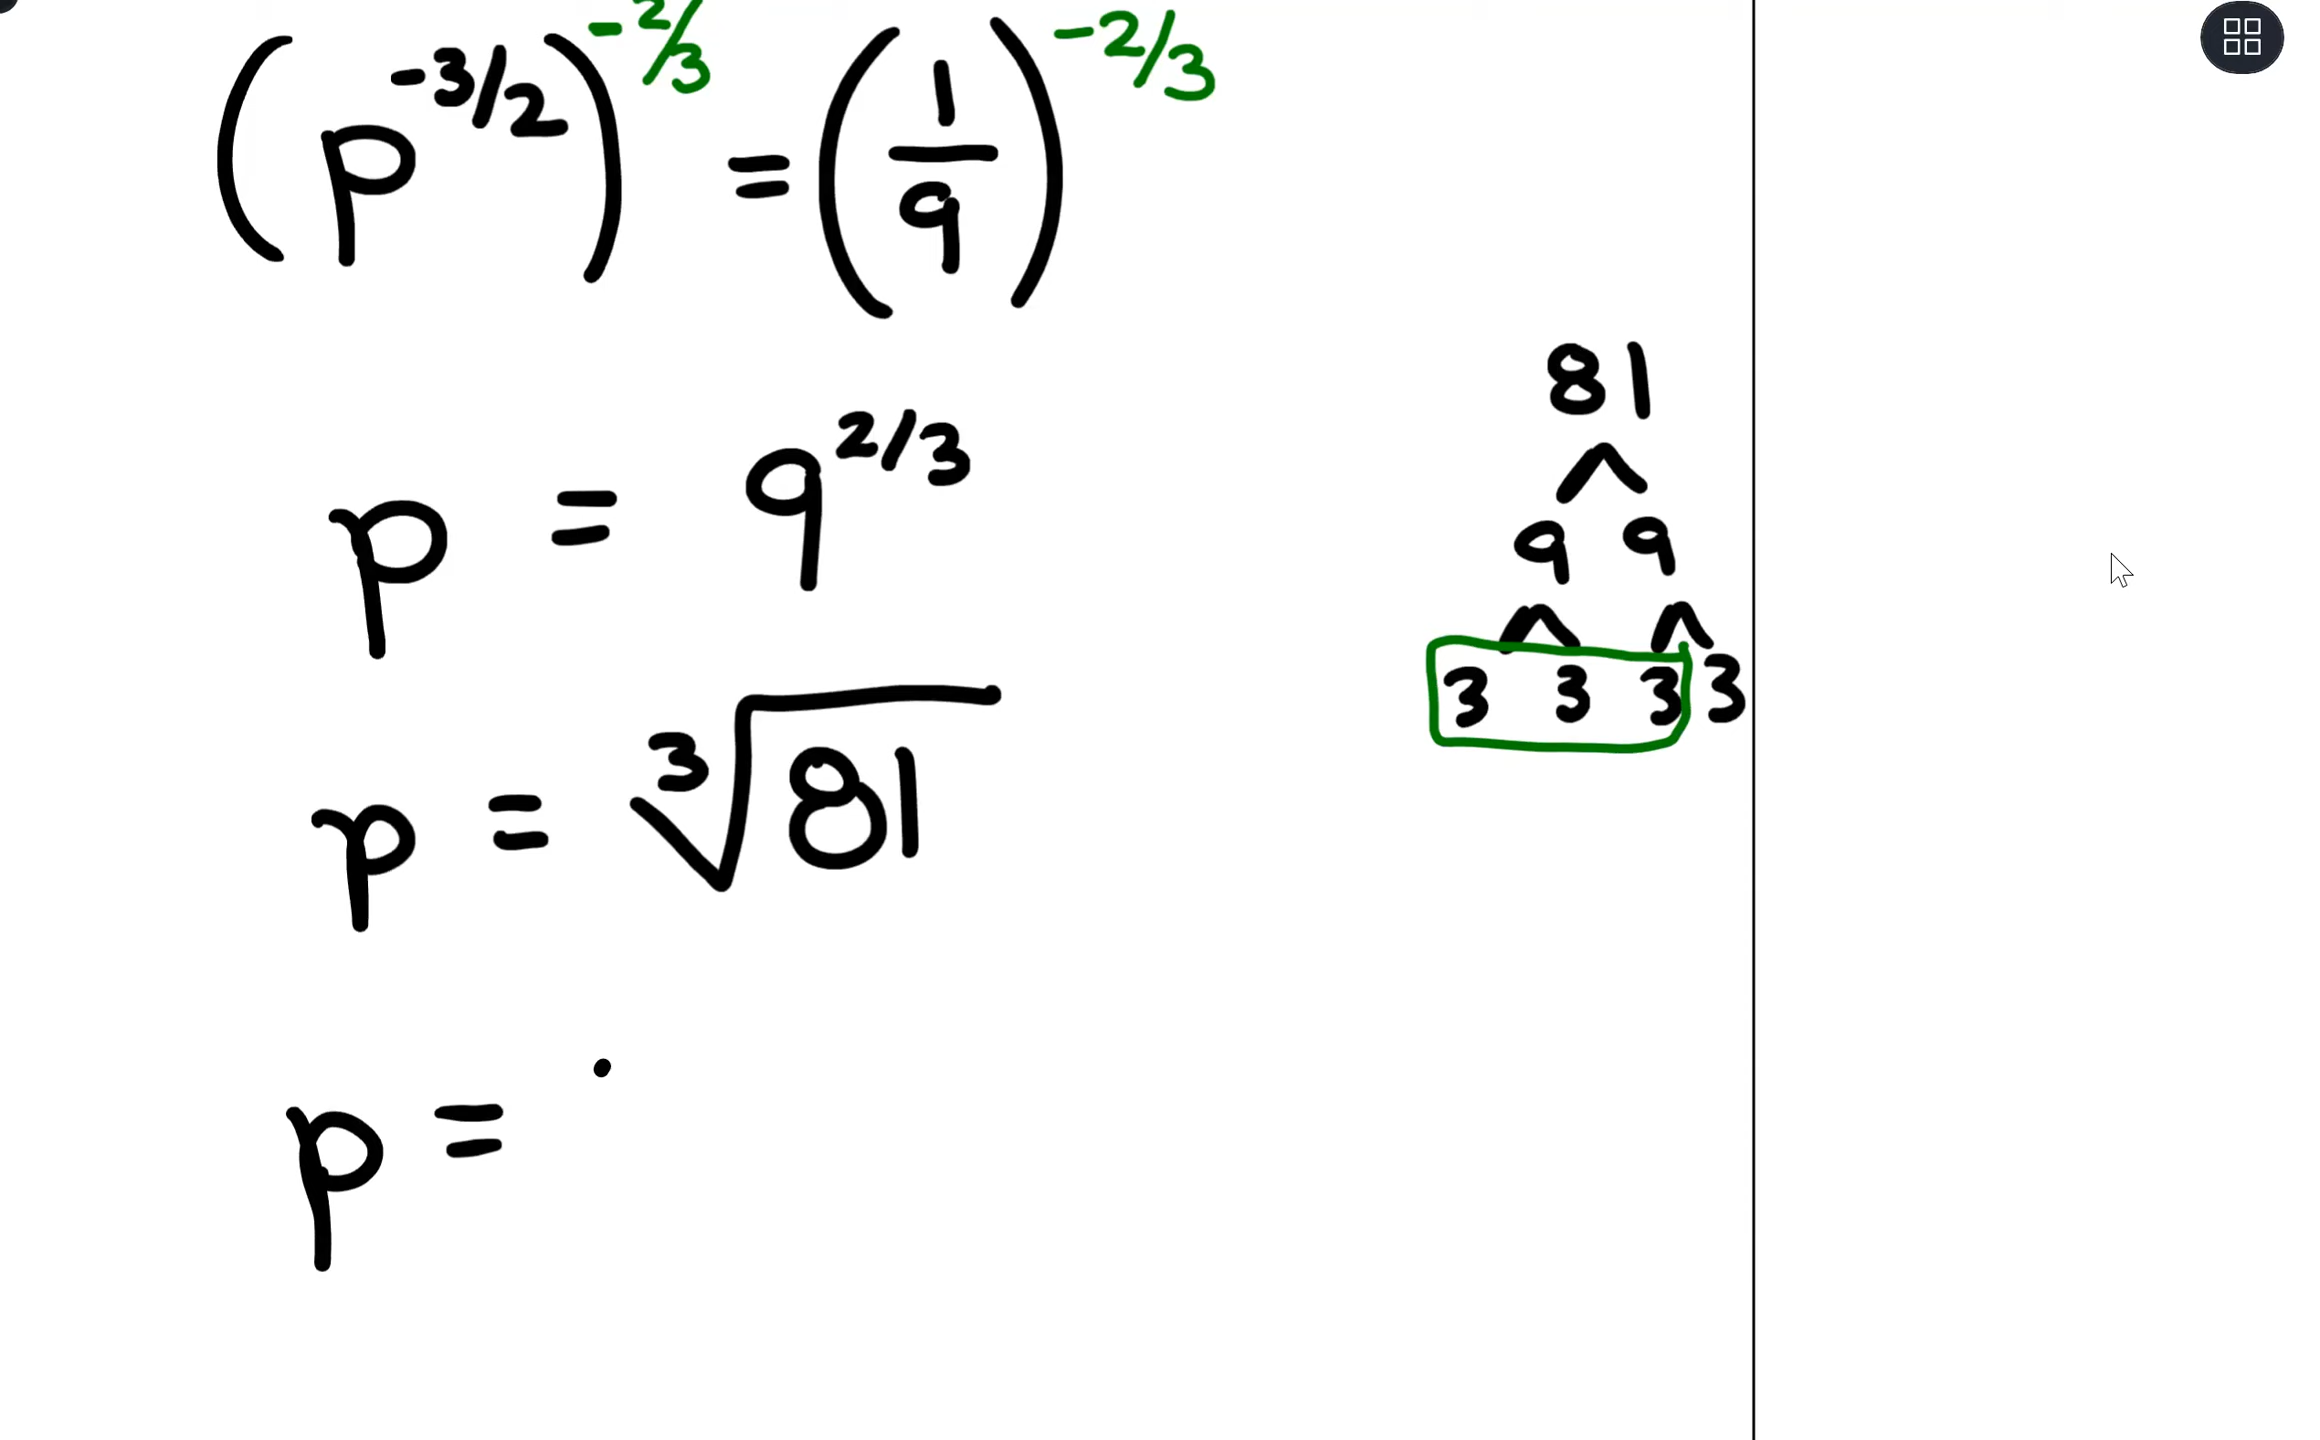 (p^-3/2)^-2/3 = (1/9)^-2/3
p = 9^2/3
p = ³√81
p =
81
9 9
3 3 3 3